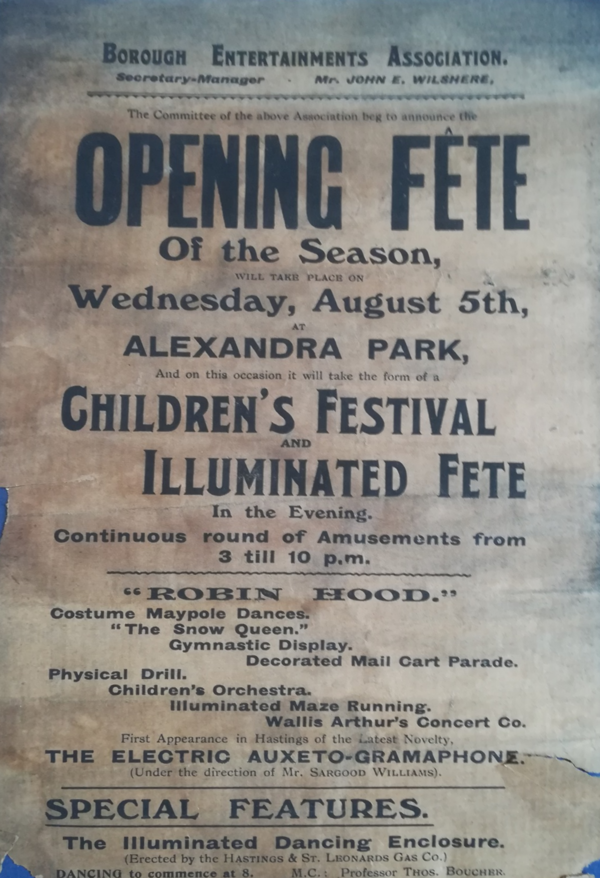 BOROUGH ENTERTAINMENTS ASSOCIATION.
Secretary-Manager - Mr. JOHN E. WILSHERE.
The Committee of the above Association beg to announce the
OPENING FÊTE
Of the Season,
WILL TAKE PLACE ON
Wednesday, August 5th,
AT
ALEXANDRA PARK,
And on this occasion it will take the form of a
CHILDREN'S FESTIVAL
AND
ILLUMINATED FETE
In the Evening.
Continuous round of Amusements from
3 till 10 p.m.
"ROBIN HOOD."
Costume Maypole Dances.
"The Snow Queen."
Gymnastic Display.
Decorated Mail Cart Parade.
Physical Drill.
Children's Orchestra.
Illuminated Maze Running.
Wallis Arthur's Concert Co.
First Appearance in Hastings of the Latest Novelty,
THE ELECTRIC AUXETO-GRAMAPHONE.
(Under the direction of Mr. SARGOOD WILLIAMS).
SPECIAL FEATURES.
The Illuminated Dancing Enclosure.
(Erected by the HASTINGS & ST. LEONARDS GAS CO.)
DANCING to commence at 8. M.C.: Professor THOS. BOUCHER.